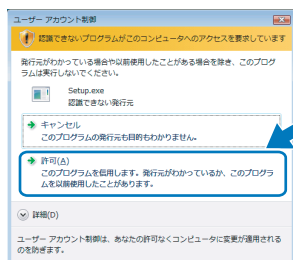 ユーザー アカウント制御
認識できないプログラムがこのコンピュータへのアクセスを要求しています
発行元がわかっている場合や以前使用したことがある場合を除き、このプログ
ラムは実行しないでください。
Setup.exe
認識できない発行元
キャンセル
このプログラムの発行元も目的もわかりません。
許可(A)
このプログラムを信用します。発行元がわかっているか、このプログラ
ムを以前使用したことがあります。
詳細(D)
ユーザー アカウント制御は、あなたの許可なくコンピュータに変更が適用される
のを防ぎます。